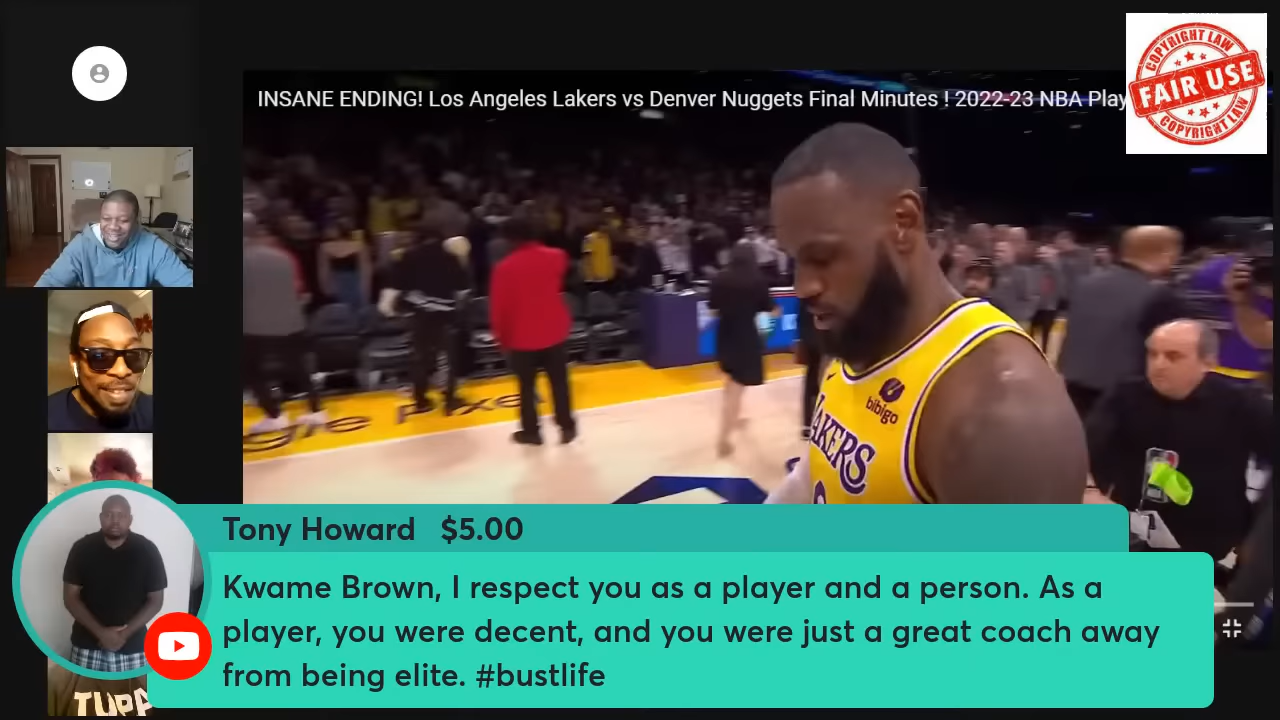 INSANE ENDING! Los Angeles Lakers vs Denver Nuggets Final Minutes ! 2022-23 NBA Play
COPYRIGHT LAW
FAIR USE
COPYRIGHT LAW
bibigo
LAKERS
gle Pixel
Tony Howard $5.00
Kwame Brown, I respect you as a player and a person. As a
player, you were decent, and you were just a great coach away
from being elite. #bustlife
TUPA